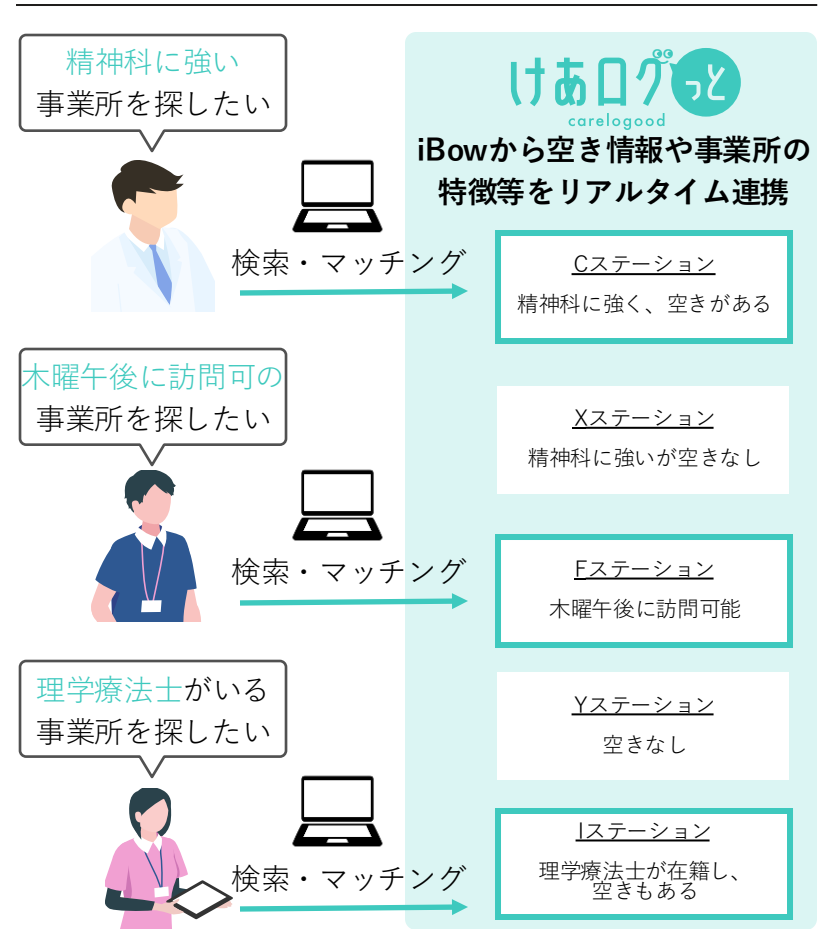 精神科に強い
事業所を探したい
検索・マッチング
木曜午後に訪問可の
事業所を探したい
検索・マッチング
理学療法士がいる
事業所を探したい
検索・マッチング
けあログっと
carelogood
iBowから空き情報や事業所の
特徴等をリアルタイム連携
Cステーション
精神科に強く、空きがある
Xステーション
精神科に強いが空きなし
Fステーション
木曜午後に訪問可能
Yステーション
空きなし
Iステーション
理学療法士が在籍し、
空きもある